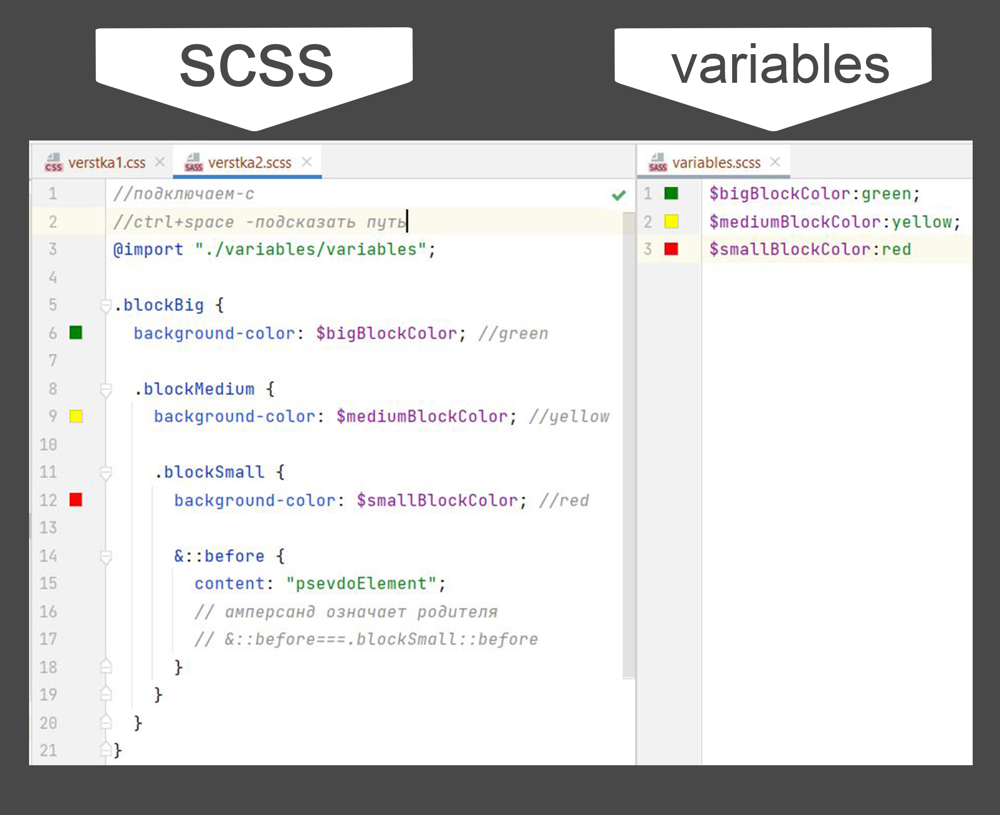 scss
variables
CSS verstka1.css
SASS verstka2.scss
1 //подключаем-с
2 //ctrl+space -подсказать путь
3 @import "./variables/variables";
4
5 .blockBig {
6 background-color: $bigBlockColor; //green
7
8 .blockMedium {
9 background-color: $mediumBlockColor; //yellow
10
11 .blockSmall {
12 background-color: $smallBlockColor; //red
13
14 &::before {
15 content: "psevdoElement";
16 // амперсанд означает родителя
17 // &::before===.blockSmall::before
18 }
19 }
20 }
21 }
SASS variables.scss
1 $bigBlockColor:green;
2 $mediumBlockColor:yellow;
3 $smallBlockColor:red